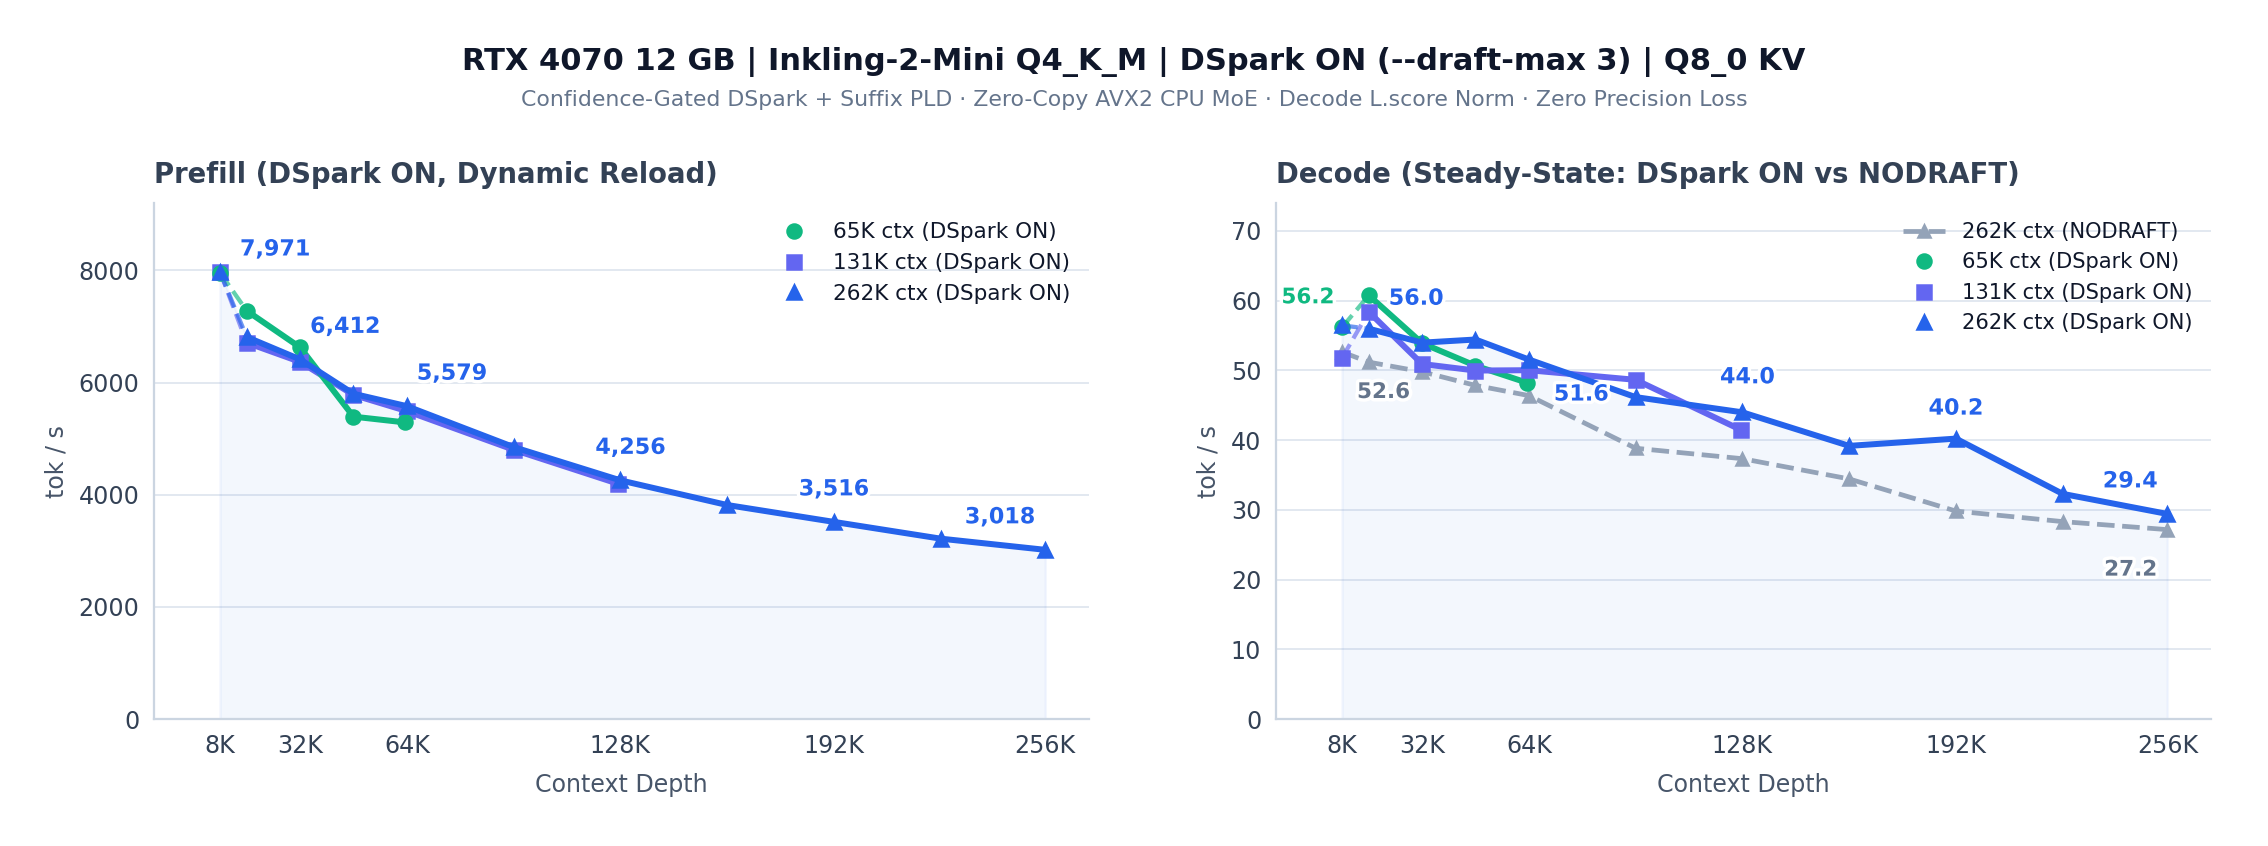 RTX 4070 12 GB | Inkling-2-Mini Q4_K_M | DSpark ON (--draft-max 3) | Q8_0 KV
Confidence-Gated DSpark + Suffix PLD · Zero-Copy AVX2 CPU MoE · Decode L.score Norm · Zero Precision Loss
Prefill (DSpark ON, Dynamic Reload)
65K ctx (DSpark ON)
131K ctx (DSpark ON)
262K ctx (DSpark ON)
7,971
6,412
5,579
4,256
3,516
3,018
8000
6000
4000
2000
0
tok / s
8K 32K 64K 128K 192K 256K
Context Depth
Decode (Steady-State: DSpark ON vs NODRAFT)
262K ctx (NODRAFT)
65K ctx (DSpark ON)
131K ctx (DSpark ON)
262K ctx (DSpark ON)
56.2
56.0
52.6
51.6
44.0
40.2
29.4
27.2
70
60
50
40
30
20
10
0
tok / s
8K 32K 64K 128K 192K 256K
Context Depth